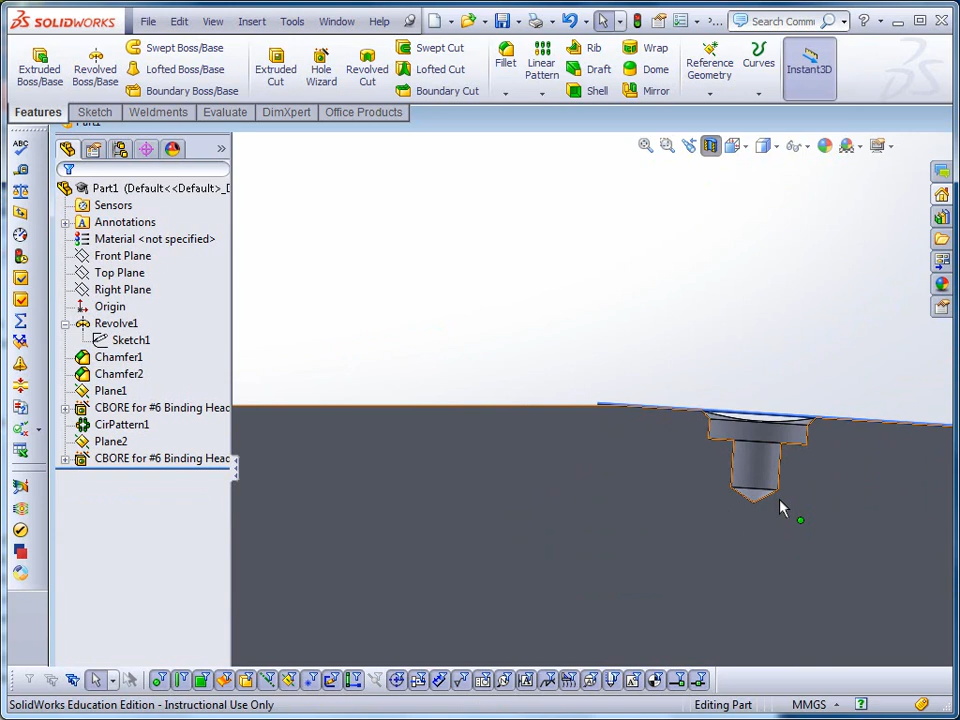 SOLIDWORKS File Edit View Insert Tools Window Help Search Comm
Extruded Boss/Base
Revolved Boss/Base
Swept Boss/Base
Lofted Boss/Base
Boundary Boss/Base
Extruded Cut
Hole Wizard
Revolved Cut
Swept Cut
Lofted Cut
Boundary Cut
Fillet
Linear Pattern
Rib
Draft
Shell
Wrap
Dome
Mirror
Reference Geometry
Curves
Instant3D
Features Sketch Weldments Evaluate DimXpert Office Products
Part1 (Default<<Default>_D
Sensors
Annotations
Material <not specified>
Front Plane
Top Plane
Right Plane
Origin
Revolve1
Sketch1
Chamfer1
Chamfer2
Plane1
CBORE for #6 Binding Head
CirPattern1
Plane2
CBORE for #6 Binding Head
SolidWorks Education Edition - Instructional Use Only Editing Part MMGS